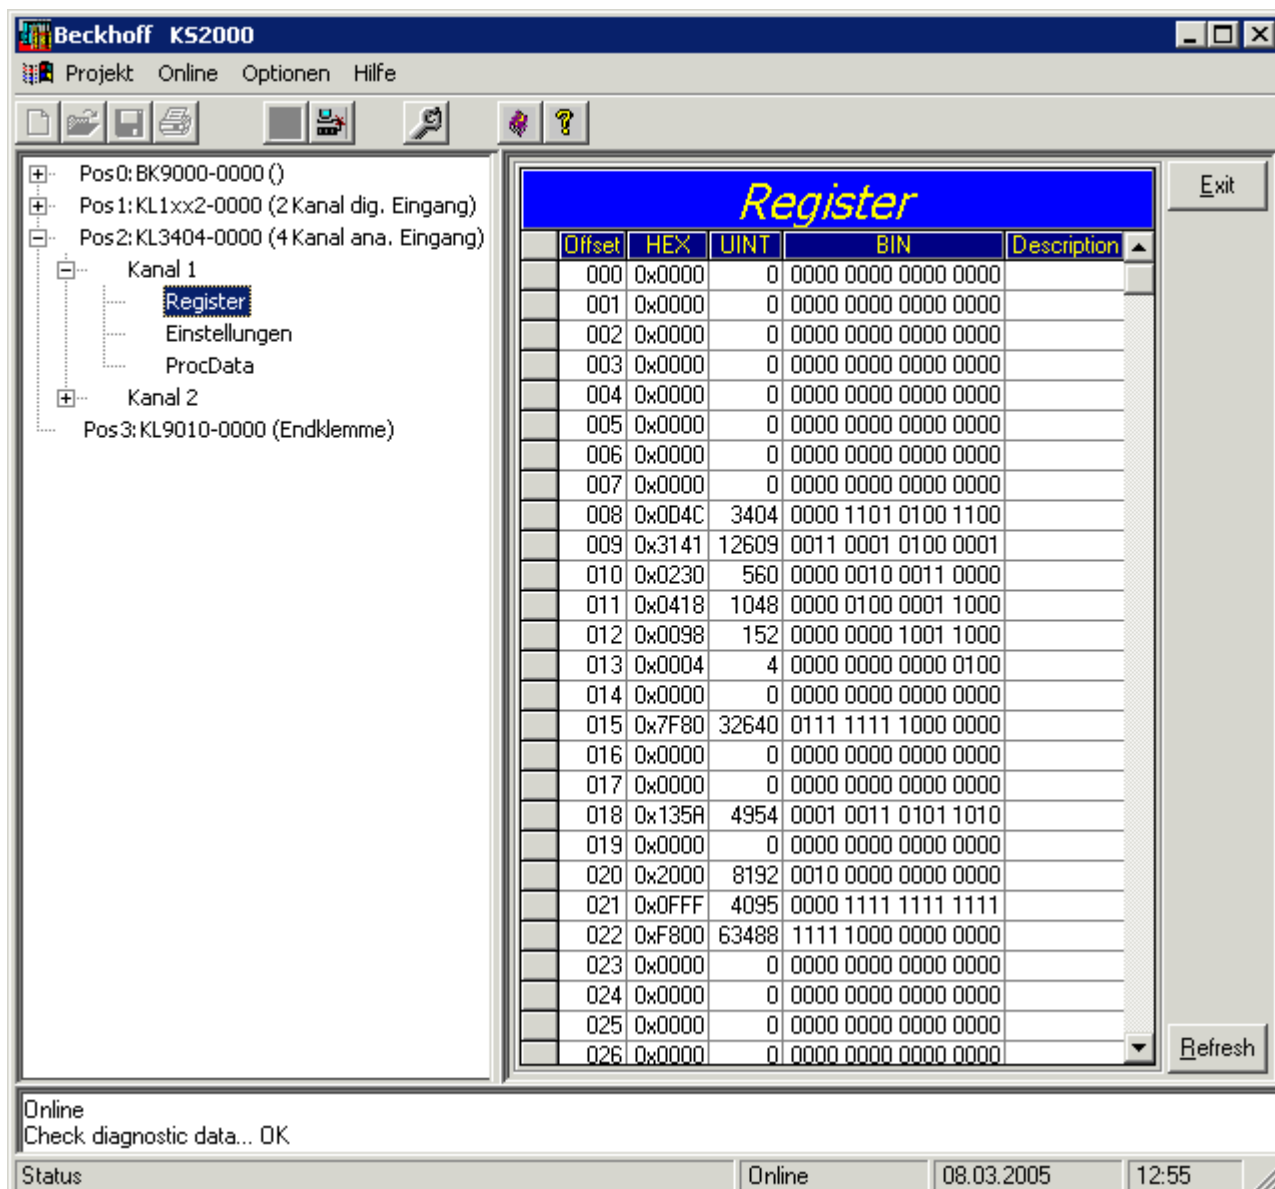 Beckhoff KS2000
Projekt Online Optionen Hilfe
Pos0: BK9000-0000 ()
Pos1: KL1xx2-0000 (2 Kanal dig. Eingang)
Pos2: KL3404-0000 (4 Kanal ana. Eingang)
Kanal 1
Register
Einstellungen
ProcData
Kanal 2
Pos3: KL9010-0000 (Endklemme)
Register
Offset HEX UINT BIN Description
000 0x0000 0 0000 0000 0000 0000
001 0x0000 0 0000 0000 0000 0000
002 0x0000 0 0000 0000 0000 0000
003 0x0000 0 0000 0000 0000 0000
004 0x0000 0 0000 0000 0000 0000
005 0x0000 0 0000 0000 0000 0000
006 0x0000 0 0000 0000 0000 0000
007 0x0000 0 0000 0000 0000 0000
008 0x0D4C 3404 0000 1101 0100 1100
009 0x3141 12609 0011 0001 0100 0001
010 0x0230 560 0000 0010 0011 0000
011 0x0418 1048 0000 0100 0001 1000
012 0x0098 152 0000 0000 1001 1000
013 0x0004 4 0000 0000 0000 0100
014 0x0000 0 0000 0000 0000 0000
015 0x7F80 32640 0111 1111 1000 0000
016 0x0000 0 0000 0000 0000 0000
017 0x0000 0 0000 0000 0000 0000
018 0x135A 4954 0001 0011 0101 1010
019 0x0000 0 0000 0000 0000 0000
020 0x2000 8192 0010 0000 0000 0000
021 0x0FFF 4095 0000 1111 1111 1111
022 0xF800 63488 1111 1000 0000 0000
023 0x0000 0 0000 0000 0000 0000
024 0x0000 0 0000 0000 0000 0000
025 0x0000 0 0000 0000 0000 0000
026 0x0000 0 0000 0000 0000 0000
Exit
Refresh
Online
Check diagnostic data... OK
Status Online 08.03.2005 12:55